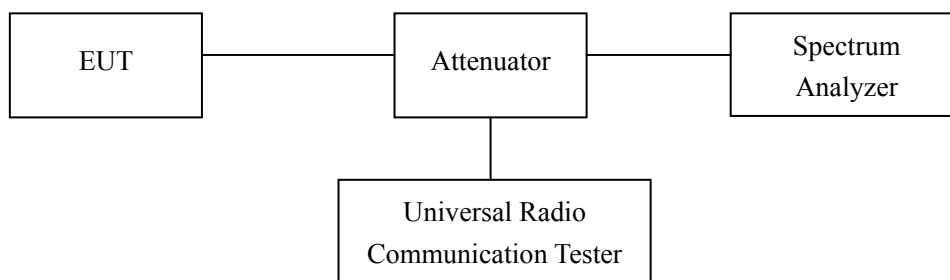 EUT
Attenuator
Spectrum
Analyzer
Universal Radio
Communication Tester